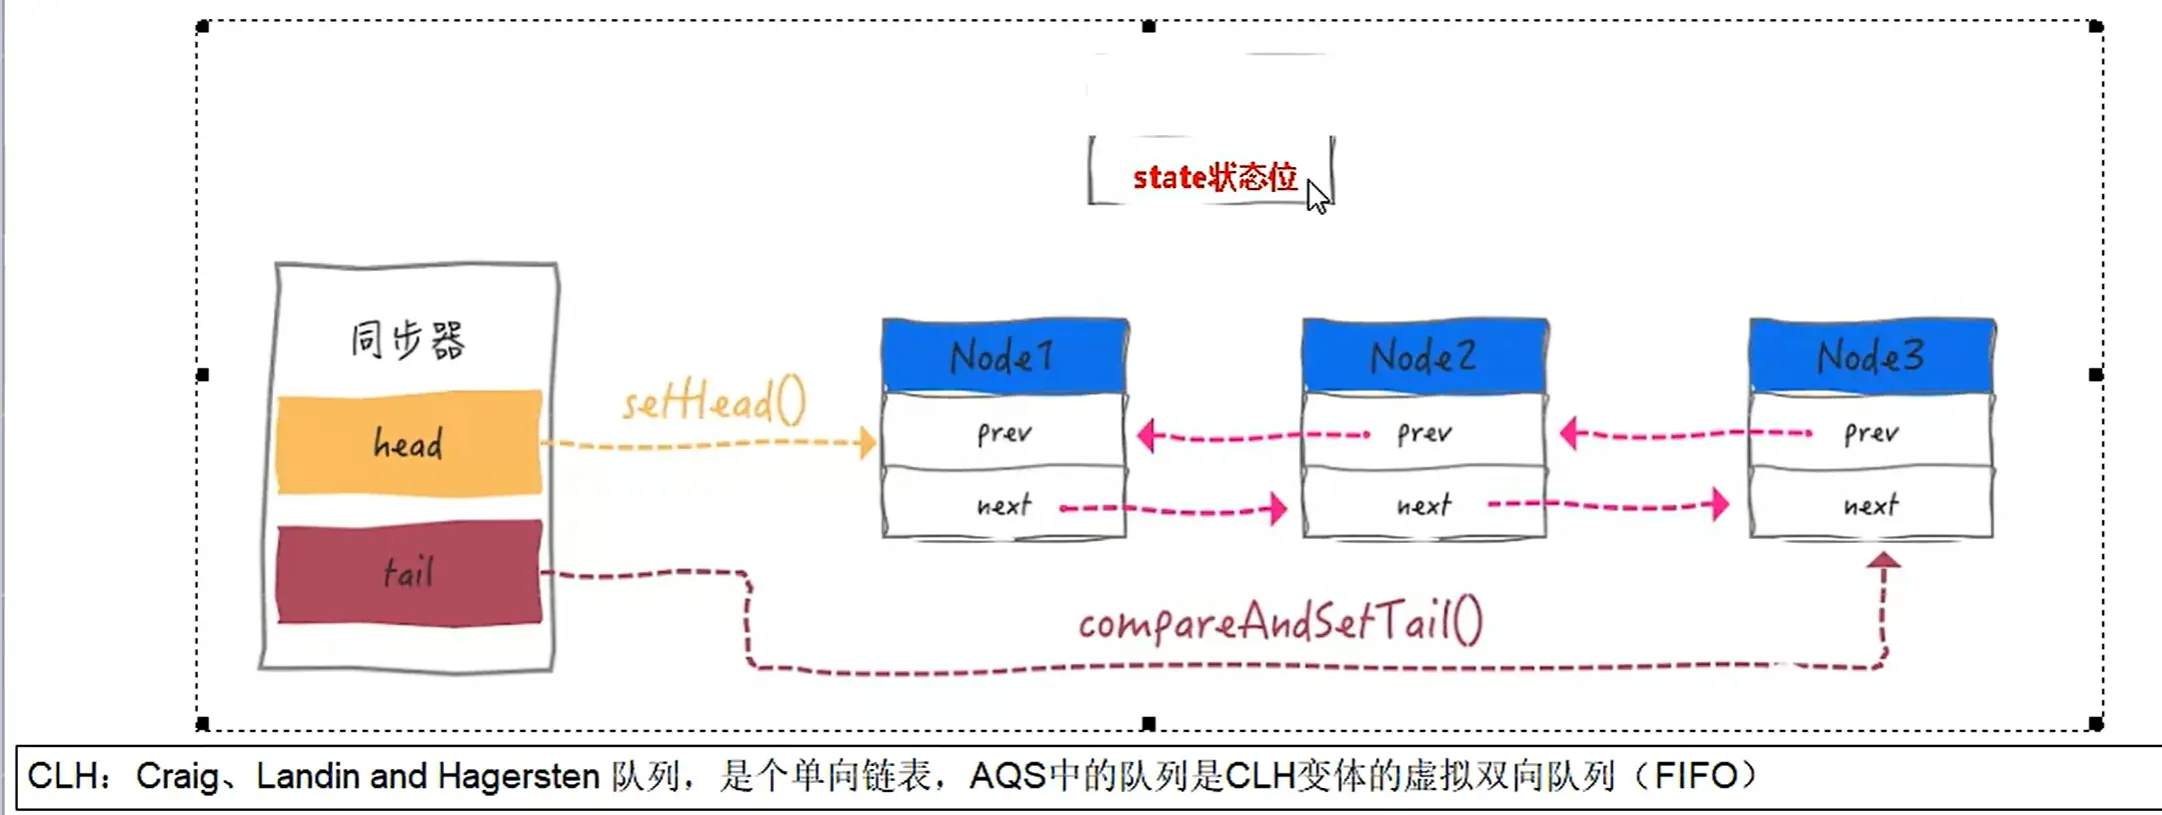 state状态位
同步器
head
tail
setHead()
Node1
prev
next
Node2
prev
next
Node3
prev
next
compareAndSetTail()
CLH：Craig、Landin and Hagersten 队列，是个单向链表，AQS中的队列是CLH变体的虚拟双向队列（FIFO）